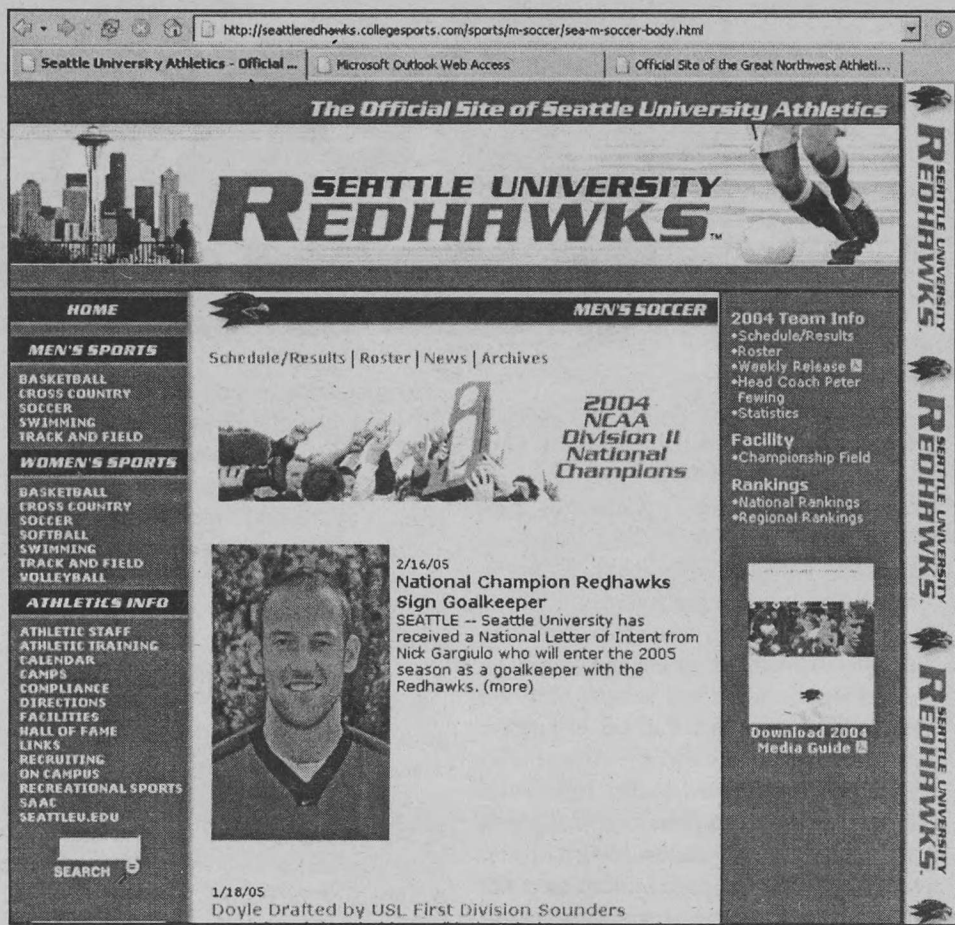 http://seattleredhawks.collegesports.com/sports/m-soccer/sea-m-soccer-body.html
Seattle University Athletics - Official ...
Microsoft Outlook Web Access
Official Site of the Great Northwest Athleti...
The Official Site of Seattle University Athletics
SEATTLE UNIVERSITY
REDHAWKS™
HOME
MEN'S SPORTS
BASKETBALL
CROSS COUNTRY
SOCCER
SWIMMING
TRACK AND FIELD
WOMEN'S SPORTS
BASKETBALL
CROSS COUNTRY
SOCCER
SOFTBALL
SWIMMING
TRACK AND FIELD
VOLLEYBALL
ATHLETICS INFO
ATHLETIC STAFF
ATHLETIC TRAINING
CALENDAR
CAMPS
COMPLIANCE
DIRECTIONS
FACILITIES
HALL OF FAME
LINKS
RECRUITING
ON CAMPUS
RECREATIONAL SPORTS
SAAC
SEATTLEU.EDU
SEARCH
MEN'S SOCCER
Schedule/Results | Roster | News | Archives
2004
NCAA
Division II
National
Champions
2/16/05
National Champion Redhawks
Sign Goalkeeper
SEATTLE -- Seattle University has
received a National Letter of Intent from
Nick Gargiulo who will enter the 2005
season as a goalkeeper with the
Redhawks. (more)
1/18/05
Doyle Drafted by USL First Division Sounders
2004 Team Info
•Schedule/Results
•Roster
•Weekly Release
•Head Coach Peter
Fewing
•Statistics
Facility
•Championship Field
Rankings
•National Rankings
•Regional Rankings
Download 2004
Media Guide
SEATTLE UNIVERSITY
REDHAWKS.
SEATTLE UNIVERSITY
REDHAWKS.
SEATTLE UNIVERSITY
REDHAWKS.